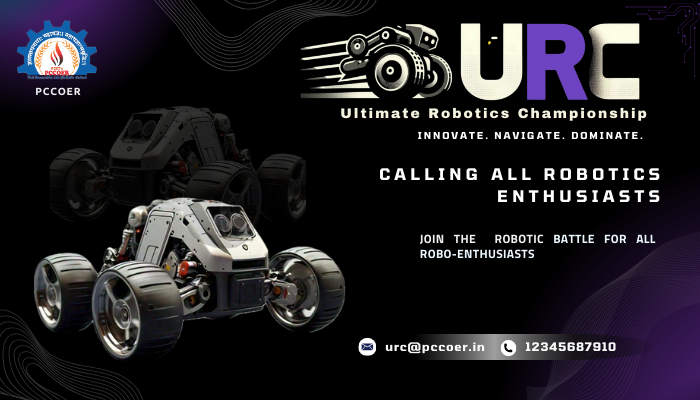 PCCOER
PCCOER
URC
Ultimate Robotics Championship
INNOVATE. NAVIGATE. DOMINATE.
CALLING ALL ROBOTICS
ENTHUSIASTS
JOIN THE ROBOTIC BATTLE FOR ALL
ROBO-ENTHUSIASTS
urc@pccoer.in
12345687910